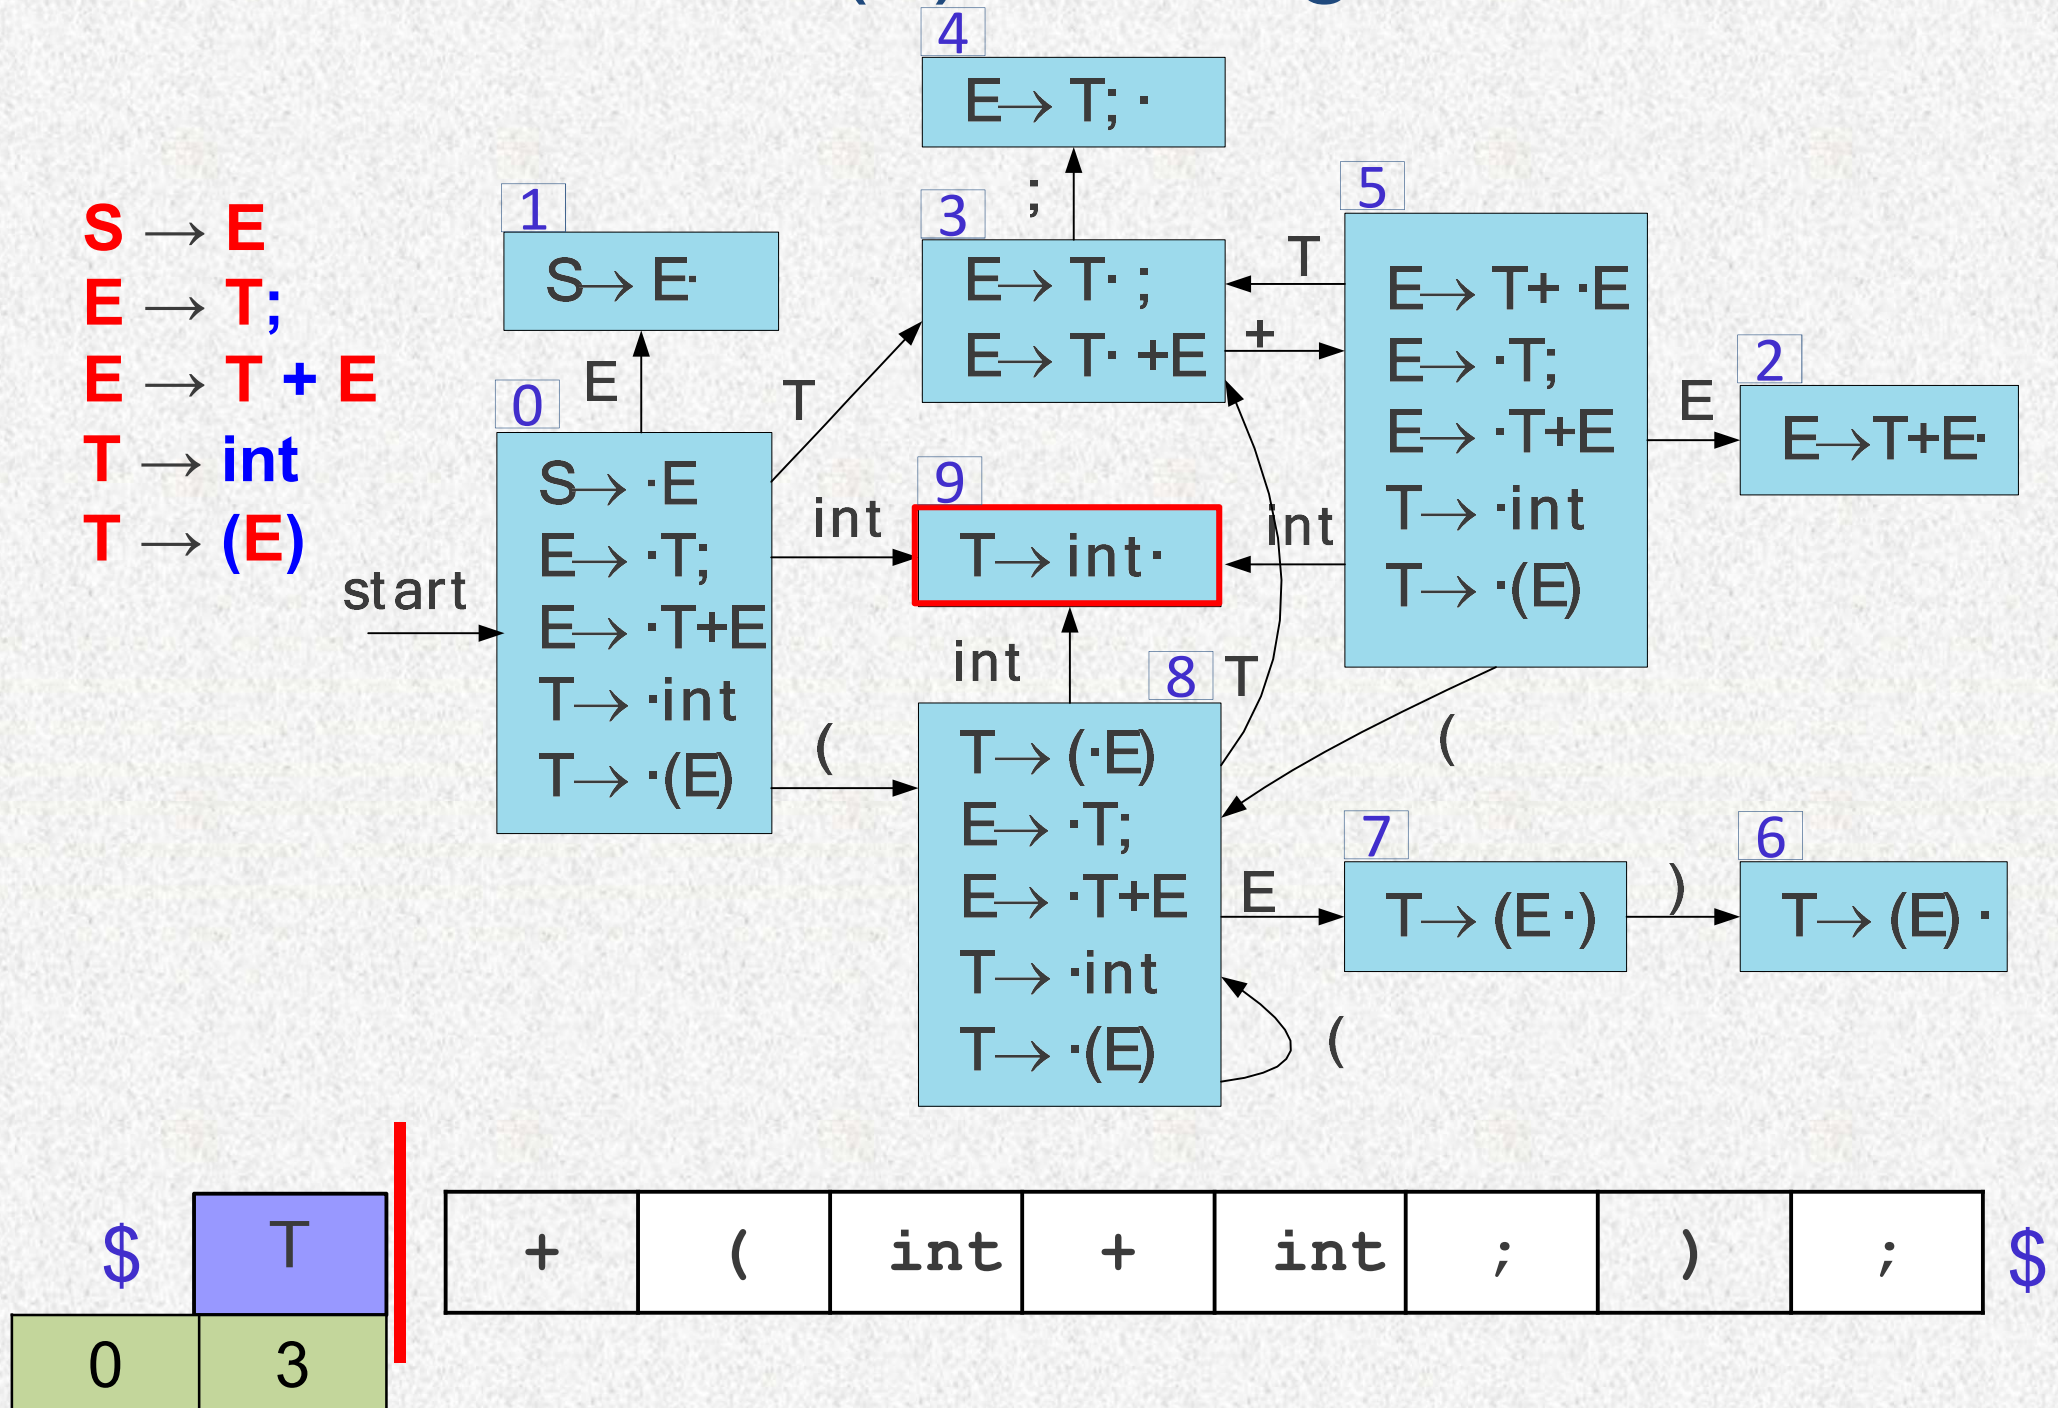 S → E
E → T;
E → T + E
T → int
T → (E)
start
0
S→ ·E
E→ ·T;
E→ ·T+E
T→ ·int
T→ ·(E)
E
1
S→ E·
T
int
(
4
E→ T; ·
;
3
E→ T· ;
E→ T· +E
T
+
5
E→ T+ ·E
E→ ·T;
E→ ·T+E
T→ ·int
T→ ·(E)
E
2
E→T+E·
9
T→ int·
int
int
8
T
(
T→ (·E)
E→ ·T;
E→ ·T+E
T→ ·int
T→ ·(E)
E
(
7
T→ (E·)
)
6
T→ (E) ·
$ T + ( int + int ; ) ; $
0 3